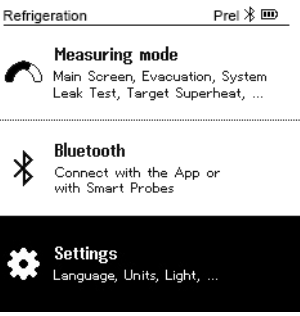 Refrigeration Prel
Measuring mode
Main Screen, Evacuation, System
Leak Test, Target Superheat, ...
Bluetooth
Connect with the App or
with Smart Probes
Settings
Language, Units, Light, ...